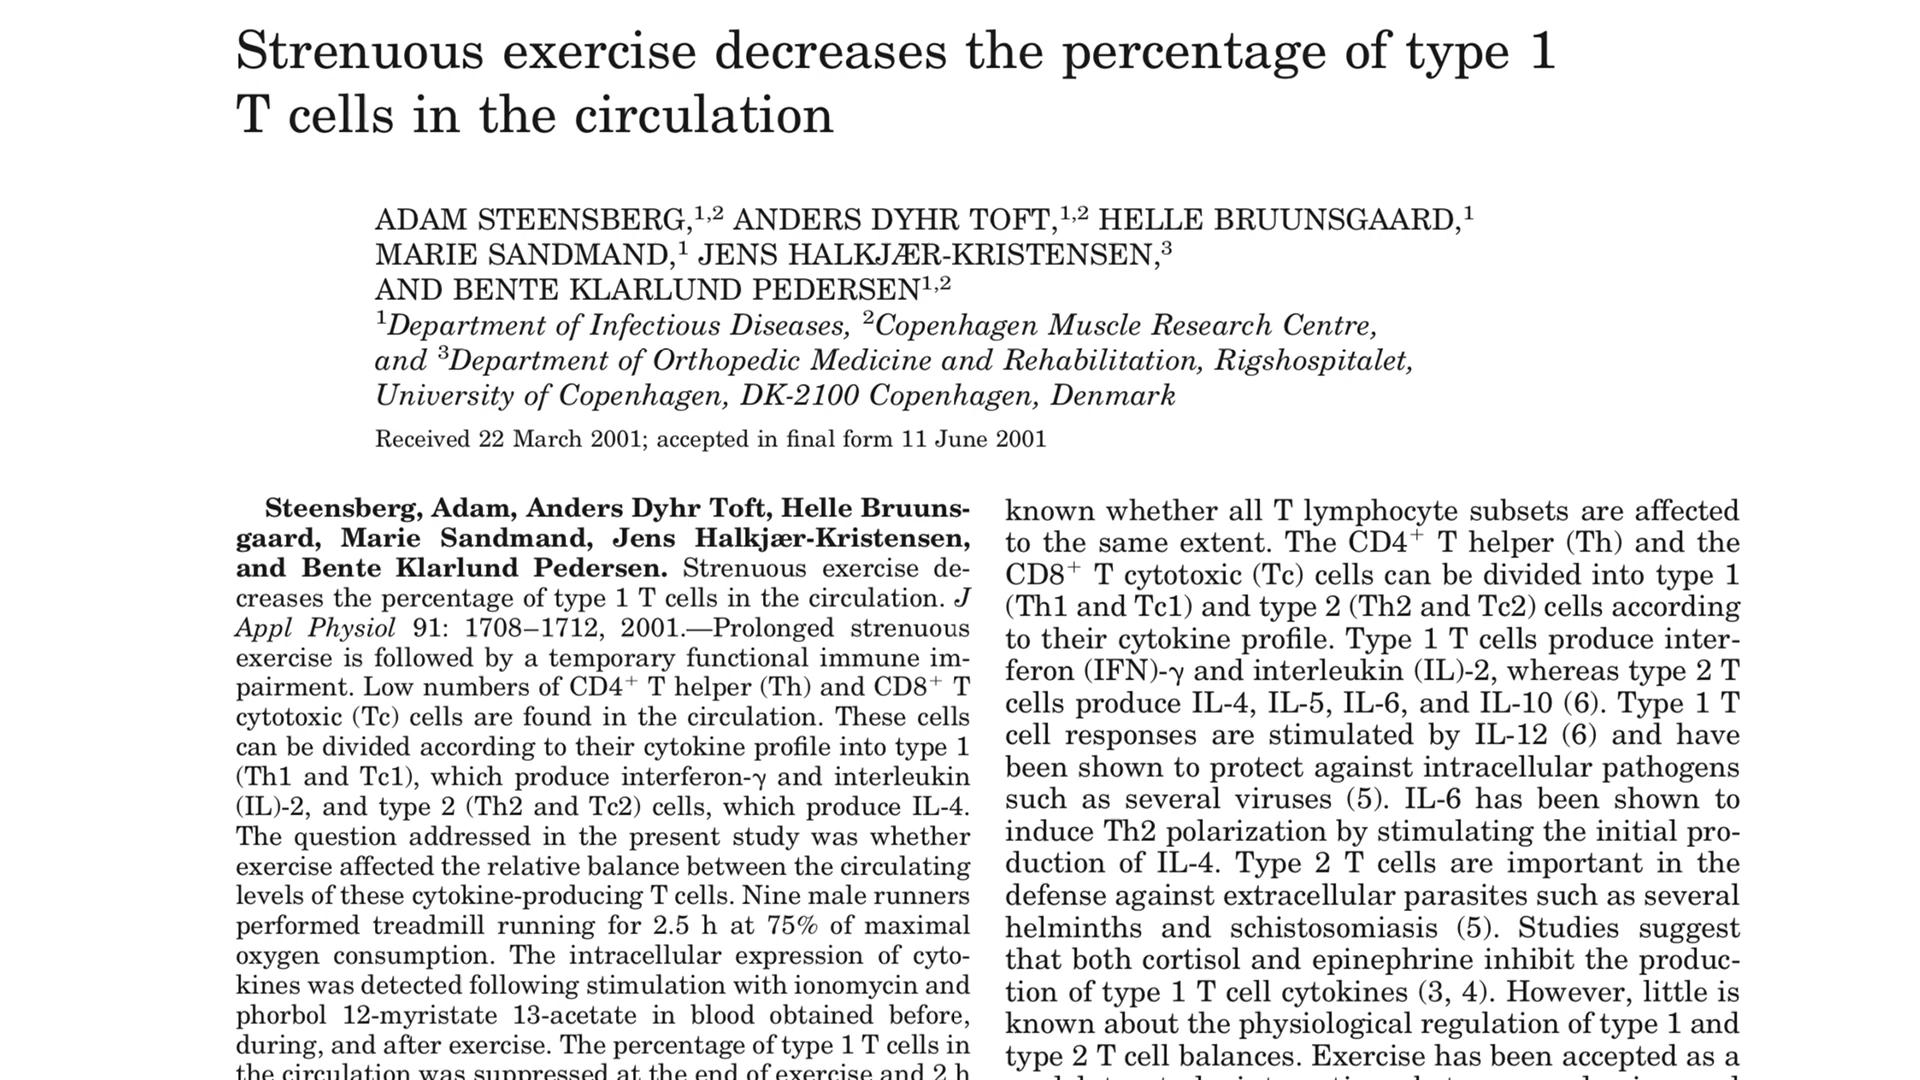 Strenuous exercise decreases the percentage of type 1
T cells in the circulation
ADAM STEENSBERG,1,2 ANDERS DYHR TOFT,1,2 HELLE BRUUNSGAARD,1
MARIE SANDMAND,1 JENS HALKJÆR-KRISTENSEN,3
AND BENTE KLARLUND PEDERSEN1,2
1Department of Infectious Diseases, 2Copenhagen Muscle Research Centre,
and 3Department of Orthopedic Medicine and Rehabilitation, Rigshospitalet,
University of Copenhagen, DK-2100 Copenhagen, Denmark
Received 22 March 2001; accepted in final form 11 June 2001
Steensberg, Adam, Anders Dyhr Toft, Helle Bruuns-
gaard, Marie Sandmand, Jens Halkjær-Kristensen,
and Bente Klarlund Pedersen. Strenuous exercise de-
creases the percentage of type 1 T cells in the circulation. J
Appl Physiol 91: 1708–1712, 2001.—Prolonged strenuous
exercise is followed by a temporary functional immune im-
pairment. Low numbers of CD4+ T helper (Th) and CD8+ T
cytotoxic (Tc) cells are found in the circulation. These cells
can be divided according to their cytokine profile into type 1
(Th1 and Tc1), which produce interferon-γ and interleukin
(IL)-2, and type 2 (Th2 and Tc2) cells, which produce IL-4.
The question addressed in the present study was whether
exercise affected the relative balance between the circulating
levels of these cytokine-producing T cells. Nine male runners
performed treadmill running for 2.5 h at 75% of maximal
oxygen consumption. The intracellular expression of cyto-
kines was detected following stimulation with ionomycin and
phorbol 12-myristate 13-acetate in blood obtained before,
during, and after exercise. The percentage of type 1 T cells in
the circulation was suppressed at the end of exercise and 2 h
known whether all T lymphocyte subsets are affected
to the same extent. The CD4+ T helper (Th) and the
CD8+ T cytotoxic (Tc) cells can be divided into type 1
(Th1 and Tc1) and type 2 (Th2 and Tc2) cells according
to their cytokine profile. Type 1 T cells produce inter-
feron (IFN)-γ and interleukin (IL)-2, whereas type 2 T
cells produce IL-4, IL-5, IL-6, and IL-10 (6). Type 1 T
cell responses are stimulated by IL-12 (6) and have
been shown to protect against intracellular pathogens
such as several viruses (5). IL-6 has been shown to
induce Th2 polarization by stimulating the initial pro-
duction of IL-4. Type 2 T cells are important in the
defense against extracellular parasites such as several
helminths and schistosomiasis (5). Studies suggest
that both cortisol and epinephrine inhibit the produc-
tion of type 1 T cell cytokines (3, 4). However, little is
known about the physiological regulation of type 1 and
type 2 T cell balances. Exercise has been accepted as a